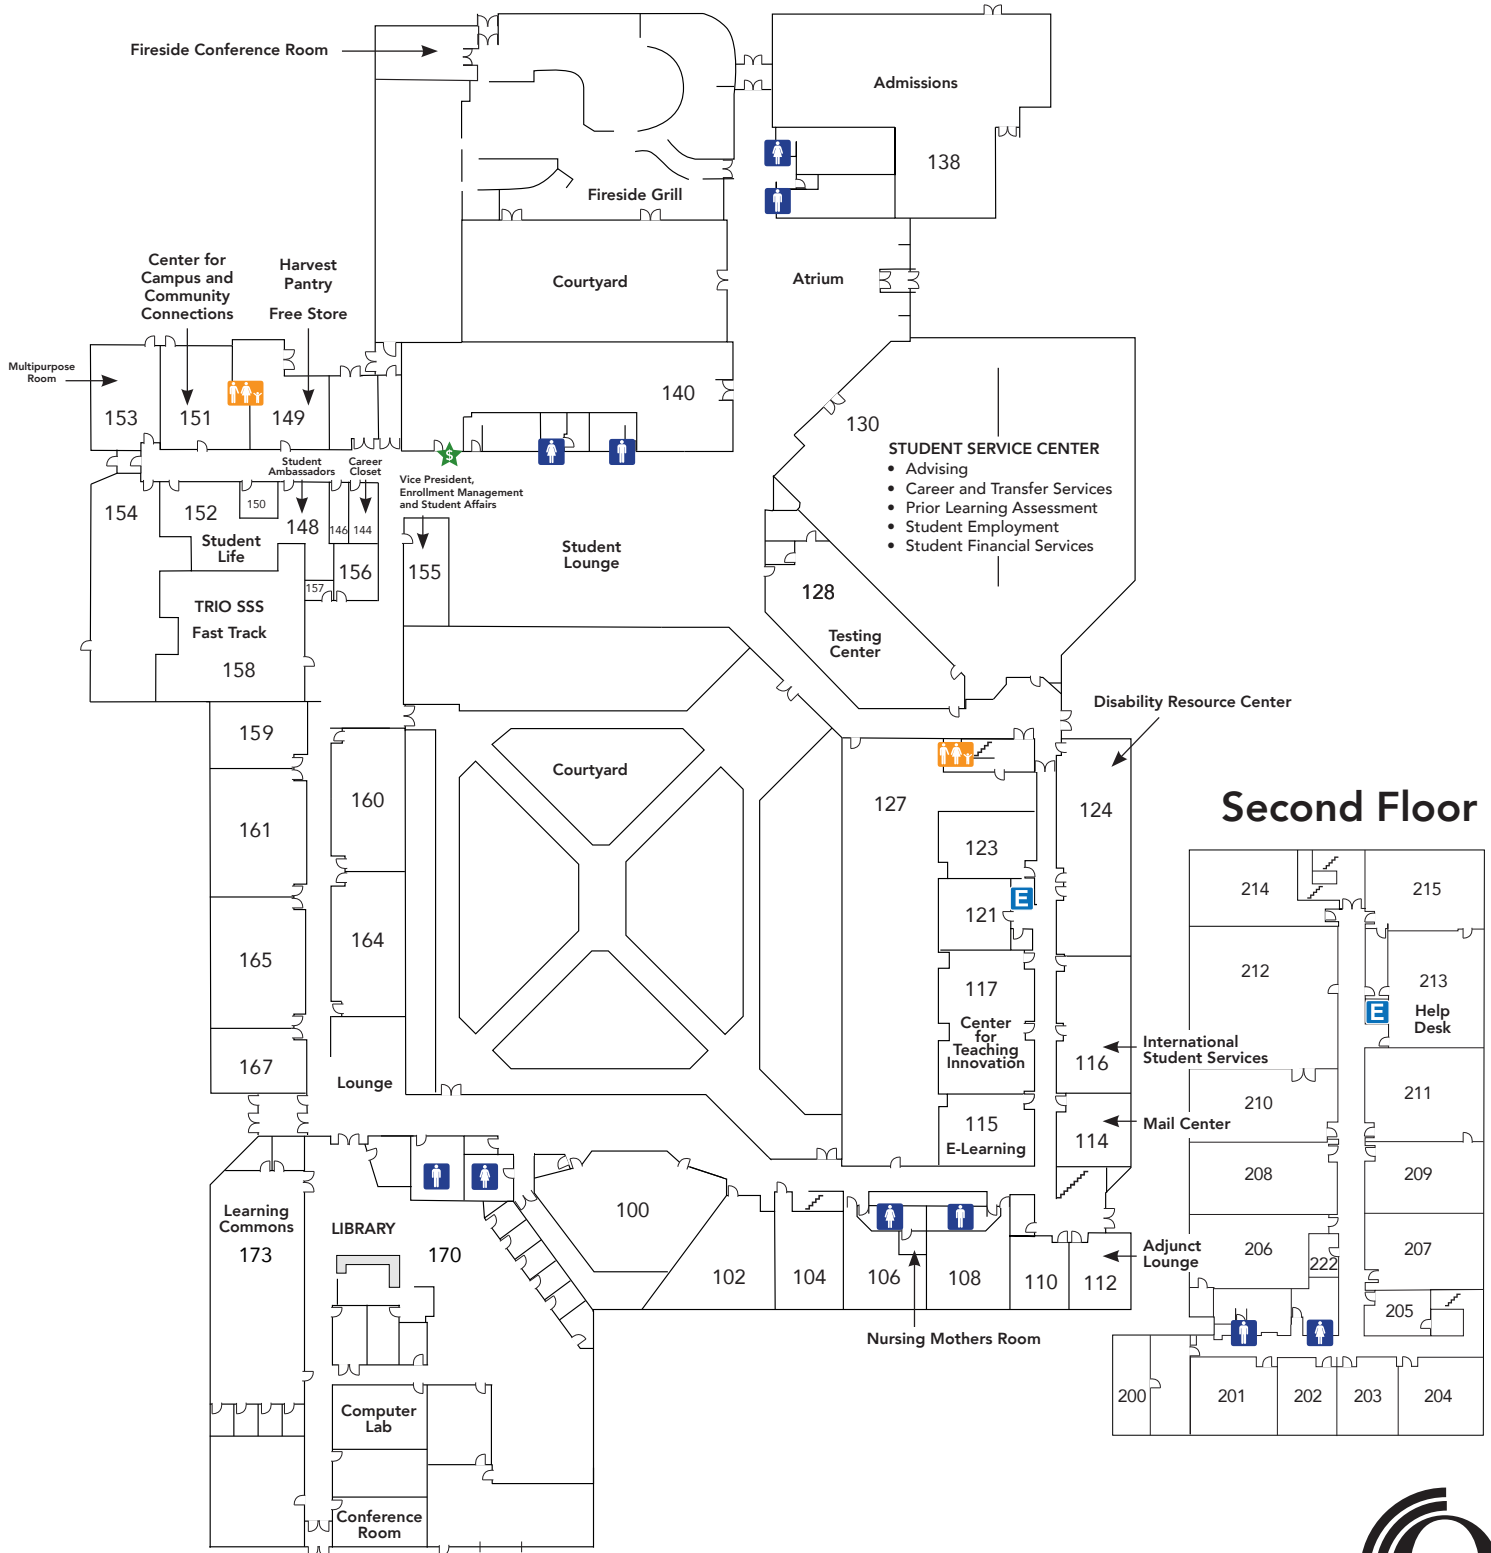 Fireside Conference Room
Admissions
138
Fireside Grill
Courtyard
Atrium
Center for
Campus and
Community
Connections
Harvest
Pantry
Free Store
Multipurpose
Room
153
151
149
140
130
STUDENT SERVICE CENTER
• Advising
• Career and Transfer Services
• Prior Learning Assessment
• Student Employment
• Student Financial Services
$
Student
Ambassadors
Career
Closet
Vice President,
Enrollment Management
and Student Affairs
154
152
150
148
146
144
Student
Life
156
157
155
Student
Lounge
128
Testing
Center
TRIO SSS
Fast Track
158
Disability Resource Center
159
160
161
Courtyard
127
124
123
121
E
164
165
117
Center
for
Teaching
Innovation
167
Lounge
116
International
Student Services
115
E-Learning
114
Mail Center
Learning
Commons
173
LIBRARY
170
100
102
104
106
108
110
112
Adjunct
Lounge
Nursing Mothers Room
Computer
Lab
Conference
Room
Second Floor
214
215
212
213
Help
Desk
E
210
211
208
209
206
222
207
205
200
201
202
203
204